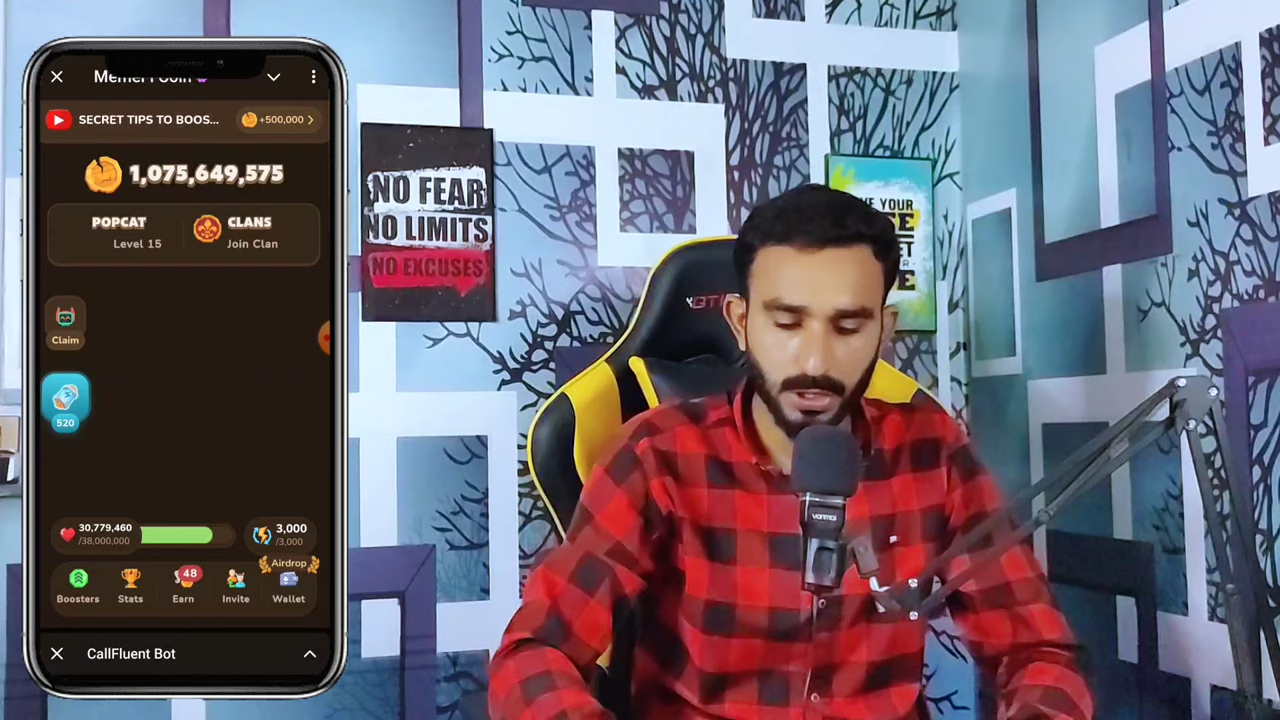 SECRET TIPS TO BOOS...
+500,000
1,075,649,575
POPCAT
Level 15
CLANS
Join Clan
Claim
520
30,779,460
/38,000,000
3,000
/3,000
Airdrop
Boosters
Stats
48
Earn
Invite
Wallet
CallFluent Bot
NO FEAR
NO LIMITS
NO EXCUSES
YOUR